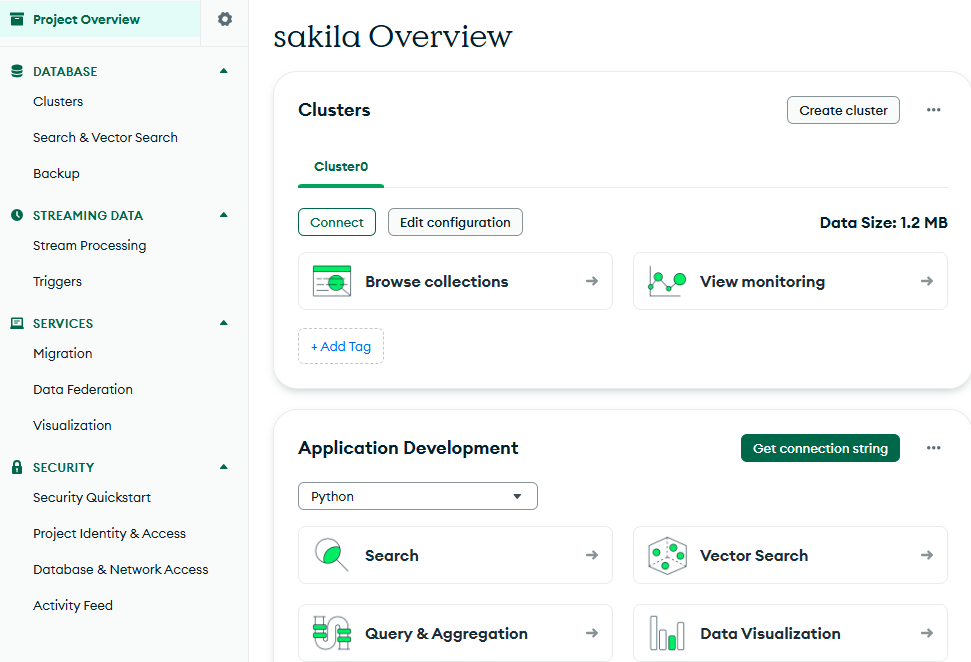 Project Overview
DATABASE
Clusters
Search & Vector Search
Backup
STREAMING DATA
Stream Processing
Triggers
SERVICES
Migration
Data Federation
Visualization
SECURITY
Security Quickstart
Project Identity & Access
Database & Network Access
Activity Feed
sakila Overview
Clusters
Create cluster
Cluster0
Connect
Edit configuration
Data Size: 1.2 MB
Browse collections
View monitoring
+ Add Tag
Application Development
Get connection string
Python
Search
Vector Search
Query & Aggregation
Data Visualization